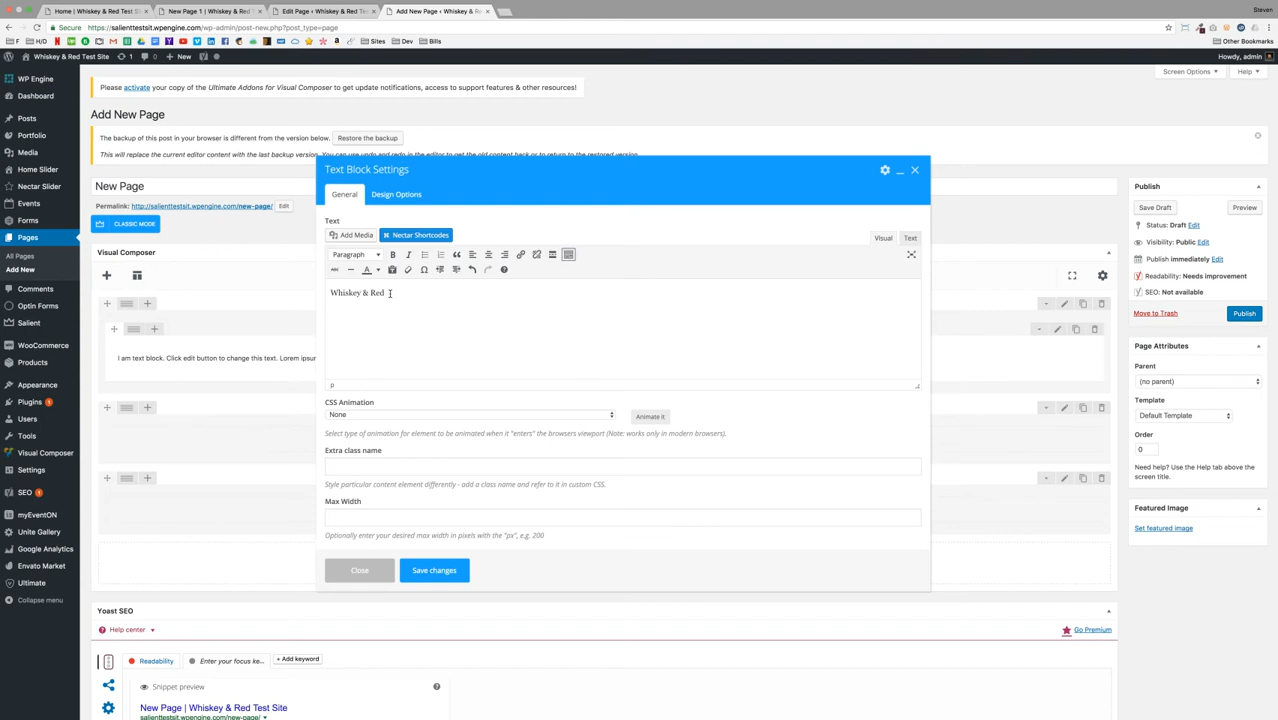 Home | Whiskey & Red Test Si
New Page 1 | Whiskey & Red T
Edit Page ‹ Whiskey & Red Tes
Add New Page ‹ Whiskey & Re
Steven
Secure https://salienttestsit.wpengine.com/wp-admin/post-new.php?post_type=page
F H/D Sites Dev Bills Other Bookmarks
Whiskey & Red Test Site 1 0 New
Howdy, admin
WP Engine
Dashboard
Posts
Portfolio
Media
Home Slider
Nectar Slider
Events
Forms
Pages
All Pages
Add New
Comments
Optin Forms
Salient
WooCommerce
Products
Appearance
Plugins 2
Users
Tools
Visual Composer
Settings
SEO 1
myEventON
Unite Gallery
Google Analytics
Envato Market
Ultimate
Collapse menu
Screen Options Help
Please activate your copy of the Ultimate Addons for Visual Composer to get update notifications, access to support features & other resources!
Add New Page
The backup of this post in your browser is different from the version below. Restore the backup
This will replace the current editor content with the last backup version. You can use undo and redo in the editor to get the old content back or to return to the restored version.
New Page
Permalink: http://salienttestsit.wpengine.com/new-page/ Edit
CLASSIC MODE
Visual Composer
I am text block. Click edit button to change this text. Lorem ipsu
Text Block Settings
General Design Options
Text
Add Media Nectar Shortcodes
Visual Text
Paragraph
Whiskey & Red
p
CSS Animation
None
Animate it
Select type of animation for element to be animated when it "enters" the browsers viewport (Note: works only in modern browsers).
Extra class name
Style particular content element differently - add a class name and refer to it in custom CSS.
Max Width
Optionally enter your desired max width in pixels with the "px", e.g. 200
Close Save changes
Publish
Save Draft Preview
Status: Draft Edit
Visibility: Public Edit
Publish immediately Edit
Readability: Needs improvement
SEO: Not available
Move to Trash Publish
Page Attributes
Parent
(no parent)
Template
Default Template
Order
0
Need help? Use the Help tab above the
screen title.
Featured Image
Set featured image
Yoast SEO
Help center
Go Premium
Readability Enter your focus ke... + Add keyword
Snippet preview
New Page | Whiskey & Red Test Site
salienttestsit.wpengine.com/new-page/